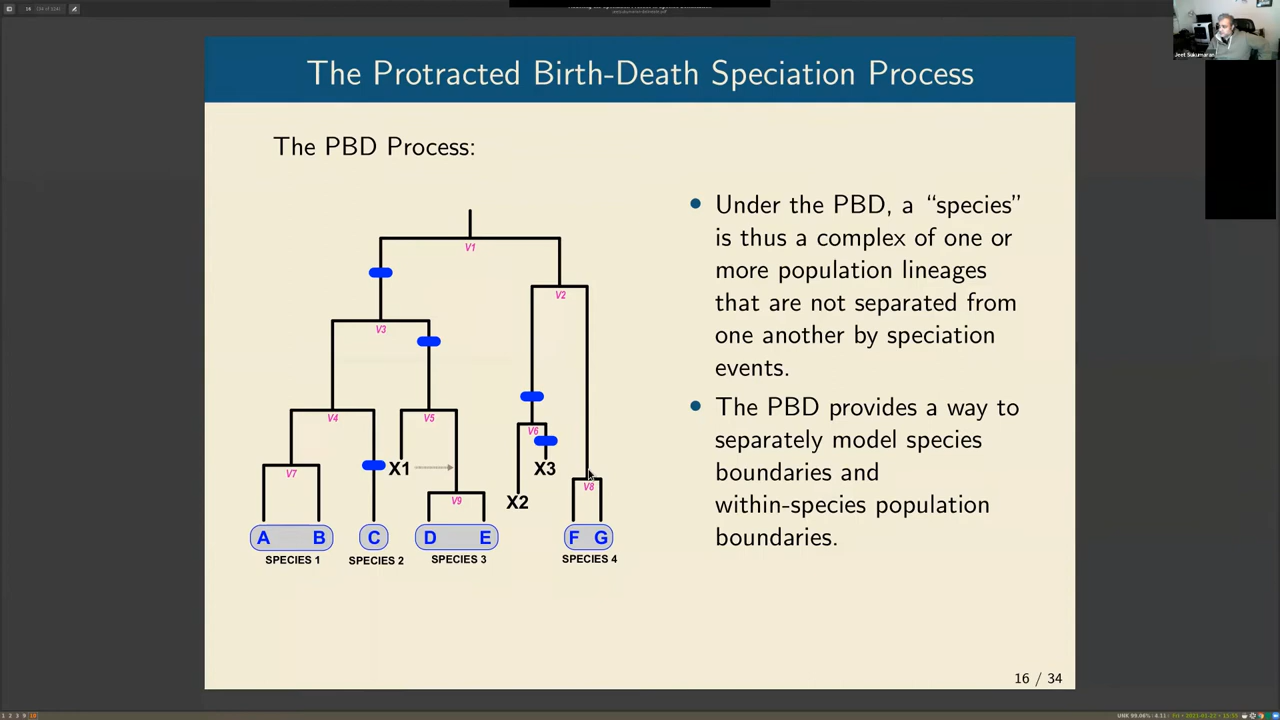 The Protracted Birth-Death Speciation Process
Jeet Sukumaran
The PBD Process:
V1
V2
V3
V4
V5
V6
V7
V8
V9
X1
X2
X3
A B C D E F G
SPECIES 1
SPECIES 2
SPECIES 3
SPECIES 4
Under the PBD, a “species”
is thus a complex of one or
more population lineages
that are not separated from
one another by speciation
events.
The PBD provides a way to
separately model species
boundaries and
within-species population
boundaries.
16 / 34